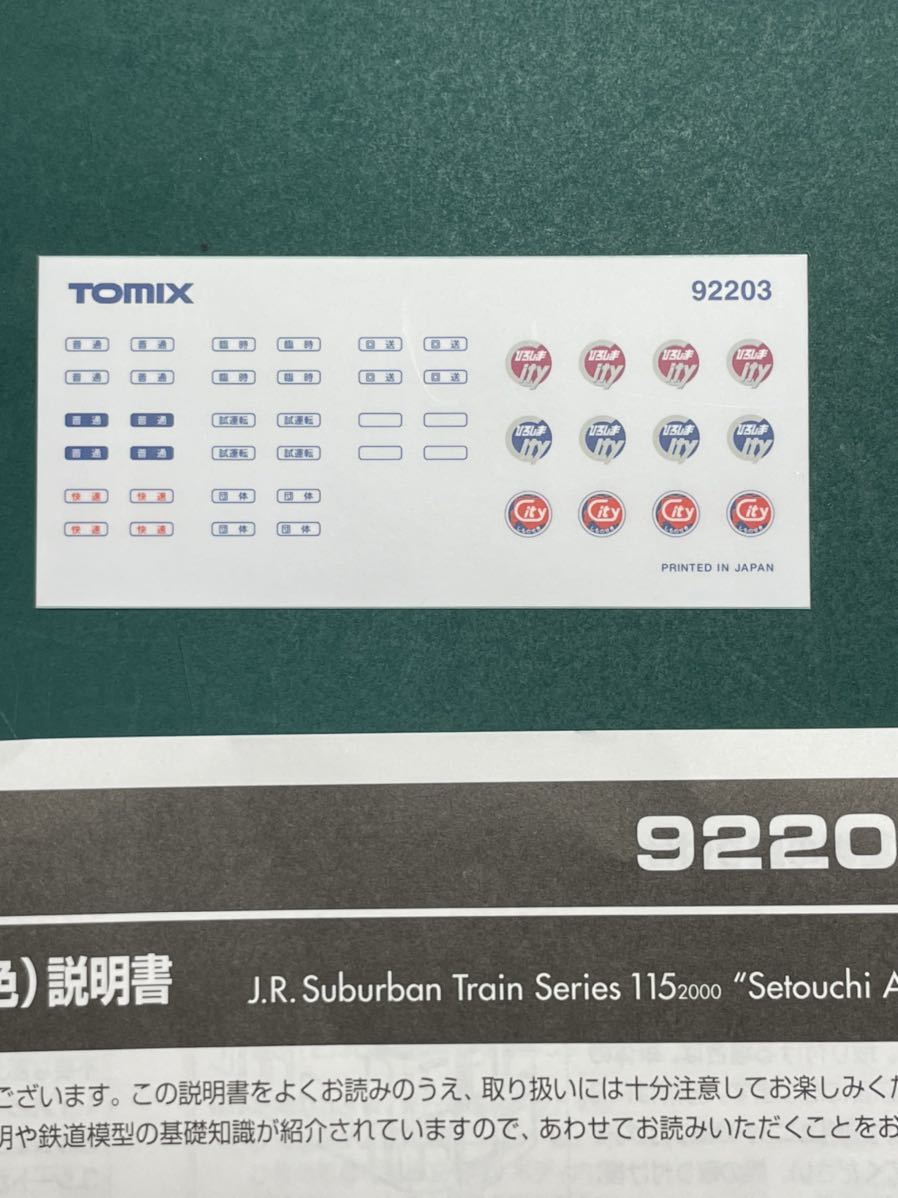 TOMIX 92203
普通 普通 臨時 臨時 回送 回送
普通 普通 臨時 臨時 回送 回送
普通 普通 試運転 試運転
普通 普通 試運転 試運転
快速 快速 団体 団体
快速 快速 団体 団体
ひろしま City ひろしま City ひろしま City ひろしま City
ひろしま City ひろしま City ひろしま City ひろしま City
City City City City
PRINTED IN JAPAN
9220
色)説明書 J.R. Suburban Train Series 115 2000 "Setouchi A
ございます。この説明書をよくお読みのうえ、取り扱いには十分注意してお楽しみくだ
明や鉄道模型の基礎知識が紹介されていますので、あわせてお読みいただくことをお